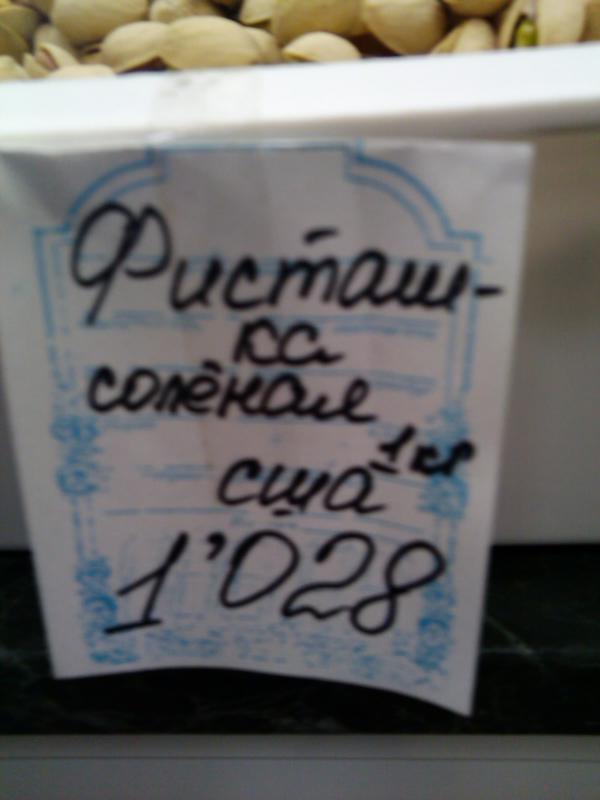 Фисташ-
ка
солёная
сша 1кг
1'028